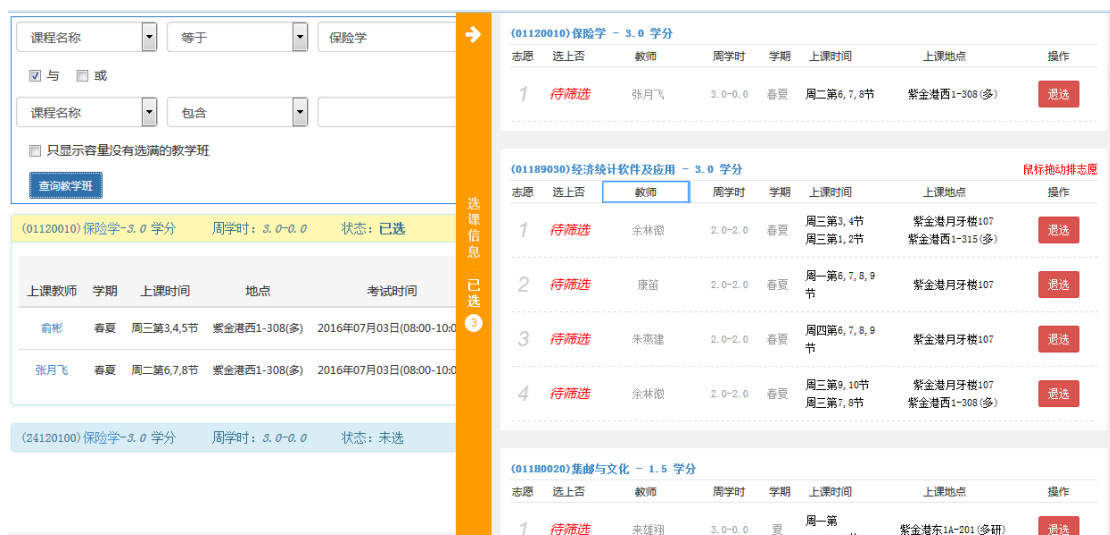 课程名称 等于 保险学
与 或
课程名称 包含
只显示容量没有选满的教学班
查询教学班
(01120010)保险学-3.0 学分 周学时：3.0-0.0 状态：已选
上课教师 学期 上课时间 地点 考试时间
俞彬 春夏 周三第3,4,5节 紫金港西1-308(多) 2016年07月03日(08:00-10:0
张月飞 春夏 周二第6,7,8节 紫金港西1-308(多) 2016年07月03日(08:00-10:0
(24120100)保险学-3.0 学分 周学时：3.0-0.0 状态：未选
选课信息 已选 3
(01120010)保险学 - 3.0 学分
志愿 选上否 教师 周学时 学期 上课时间 上课地点 操作
1 待筛选 张月飞 3.0-0.0 春夏 周二第6,7,8节 紫金港西1-308(多) 退选
(01189030)经济统计软件及应用 - 3.0 学分 鼠标拖动排志愿
志愿 选上否 教师 周学时 学期 上课时间 上课地点 操作
1 待筛选 余林徽 2.0-2.0 春夏 周三第3,4节 紫金港月牙楼107 退选
周三第1,2节 紫金港西1-315(多)
2 待筛选 康笛 2.0-2.0 春夏 周一第6,7,8,9 紫金港月牙楼107 退选
节
3 待筛选 朱燕建 2.0-2.0 春夏 周四第6,7,8,9 紫金港月牙楼107 退选
节
4 待筛选 余林徽 2.0-2.0 春夏 周三第9,10节 紫金港月牙楼107 退选
周三第7,8节 紫金港西1-308(多)
(011H0020)集邮与文化 - 1.5 学分
志愿 选上否 教师 周学时 学期 上课时间 上课地点 操作
1 待筛选 来雄翔 3.0-0.0 夏 周一第 紫金港东1A-201(多研) 退选